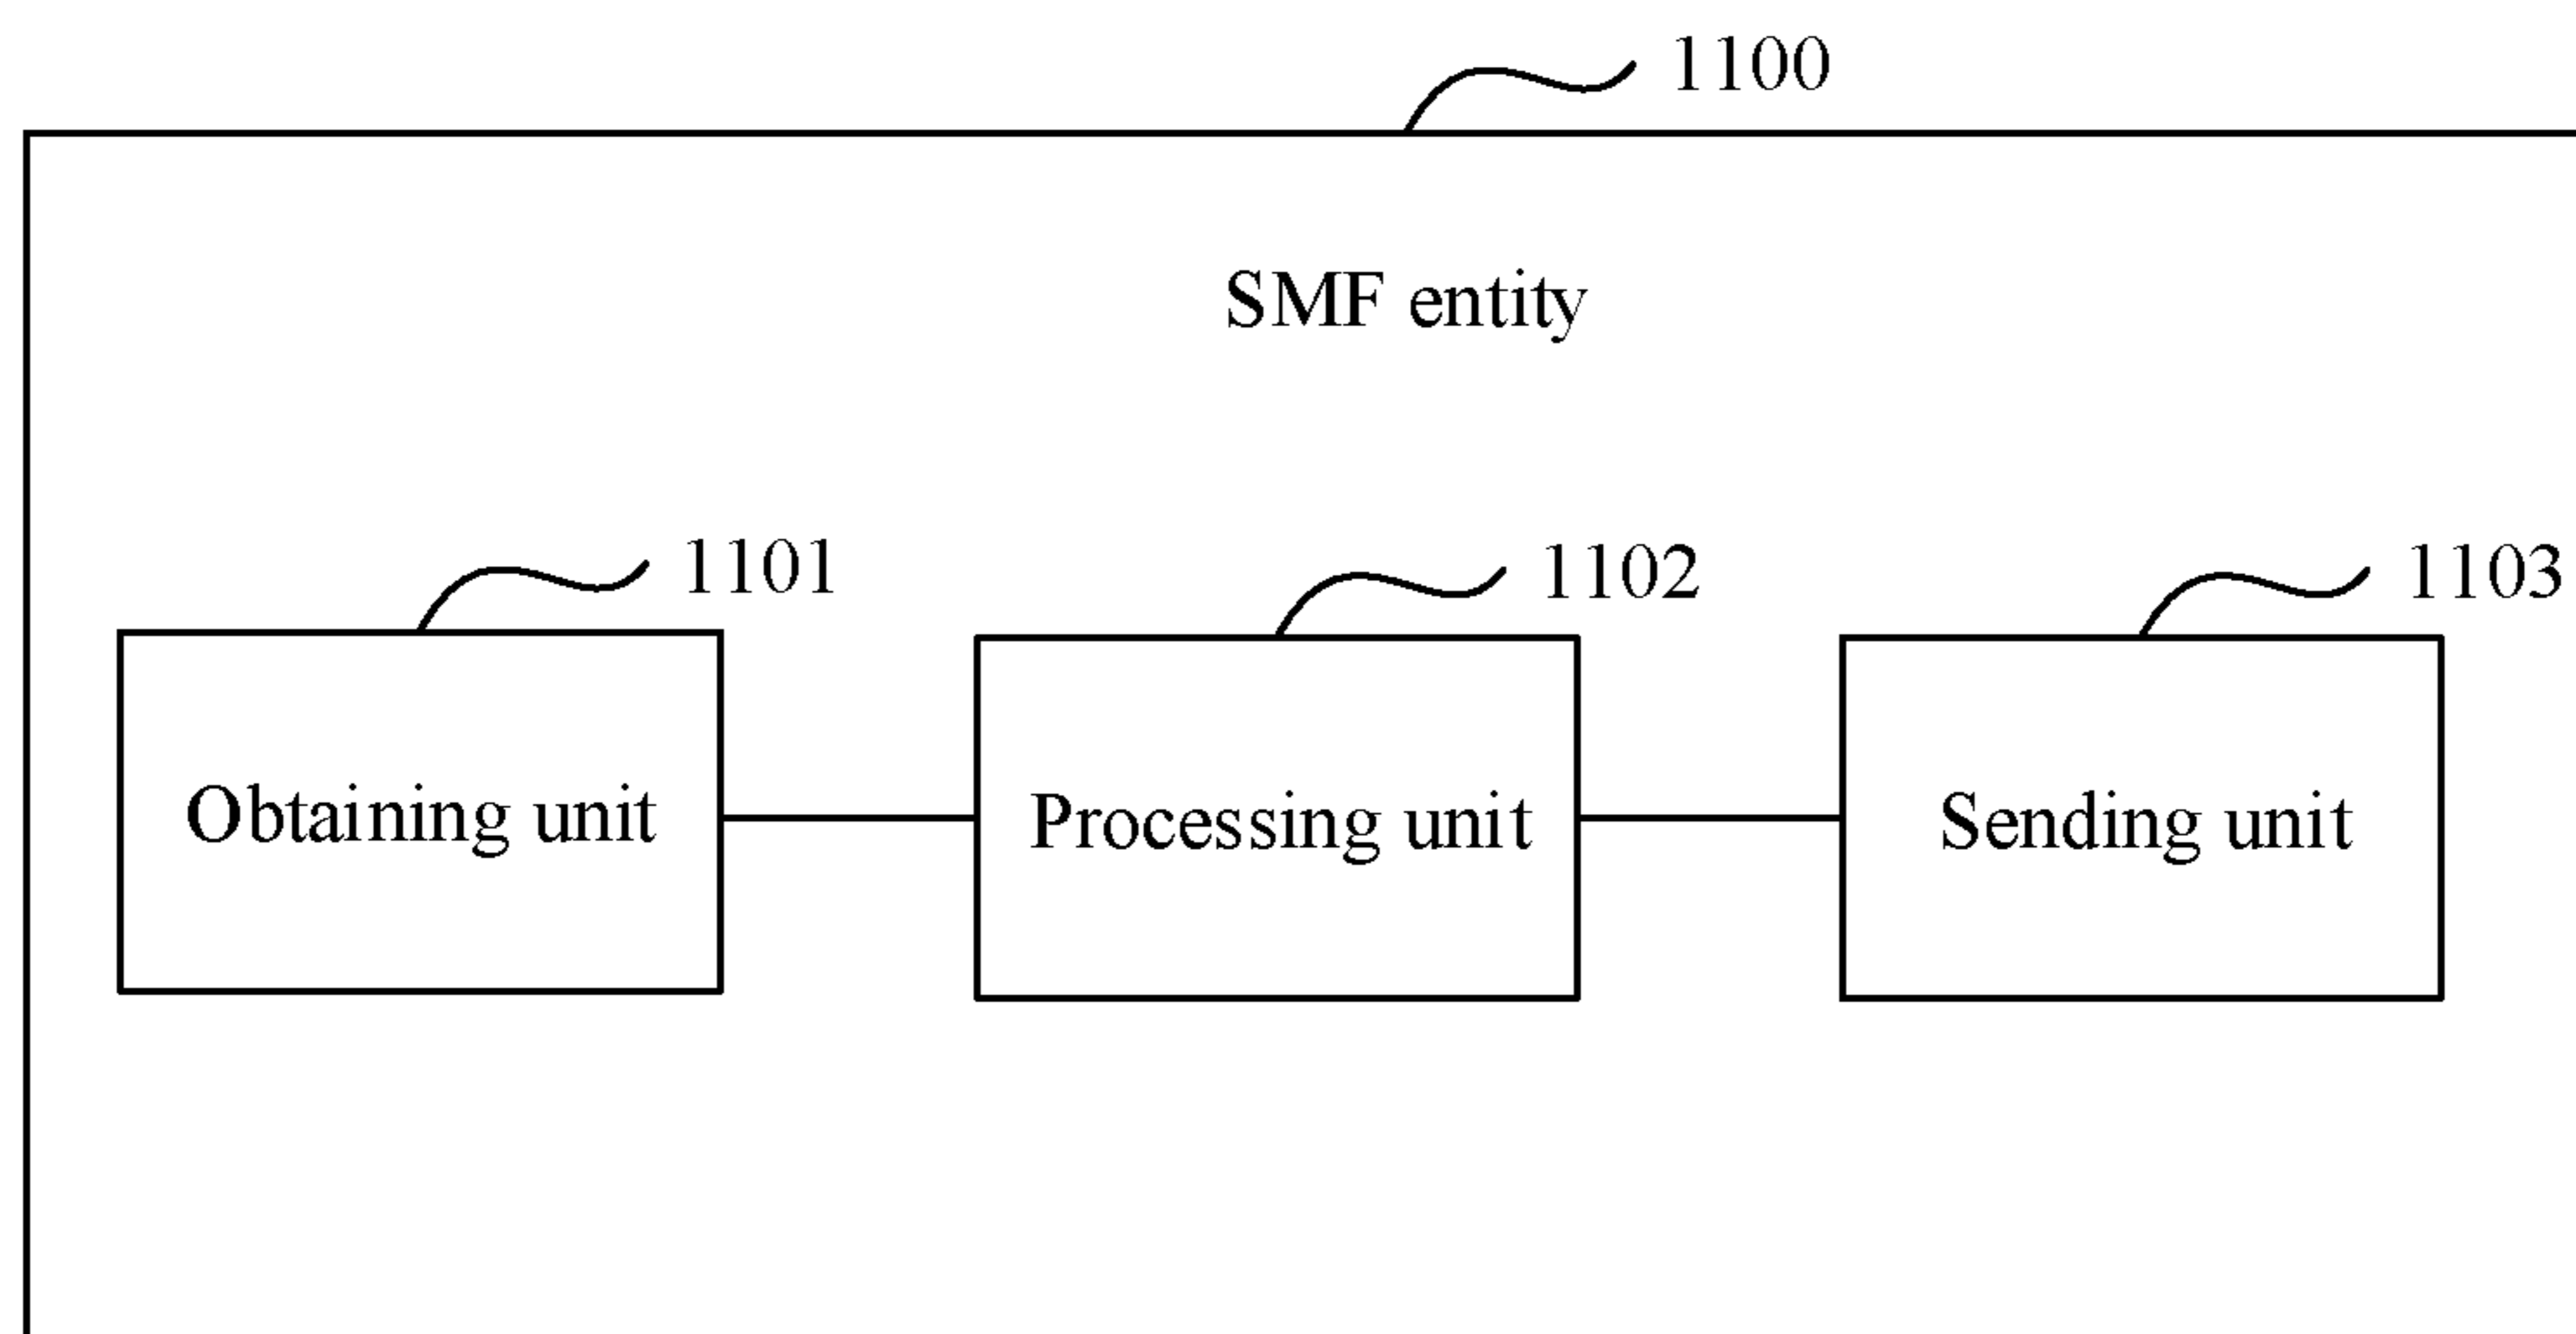 1100
SMF entity
1101
1102
1103
Obtaining unit
Processing unit
Sending unit